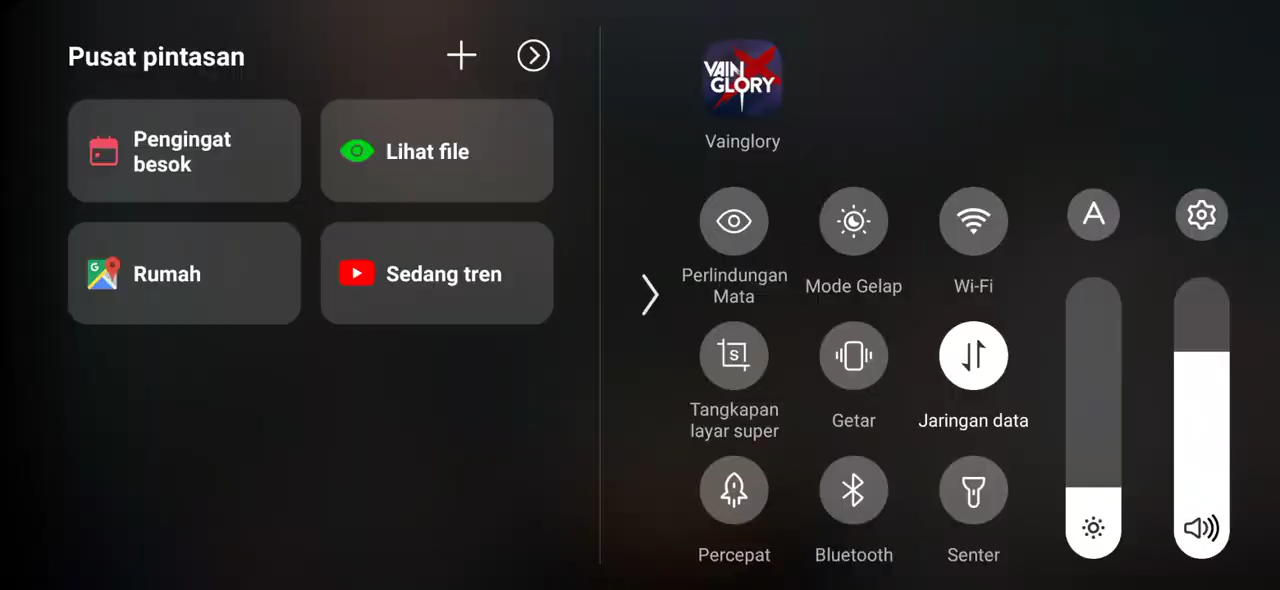 Pusat pintasan
Pengingat
besok
Lihat file
Rumah
Sedang tren
VAIN
GLORY
Vainglory
A
Perlindungan
Mata
Mode Gelap
Wi-Fi
S
Tangkapan
layar super
Getar
Jaringan data
Percepat
Bluetooth
Senter